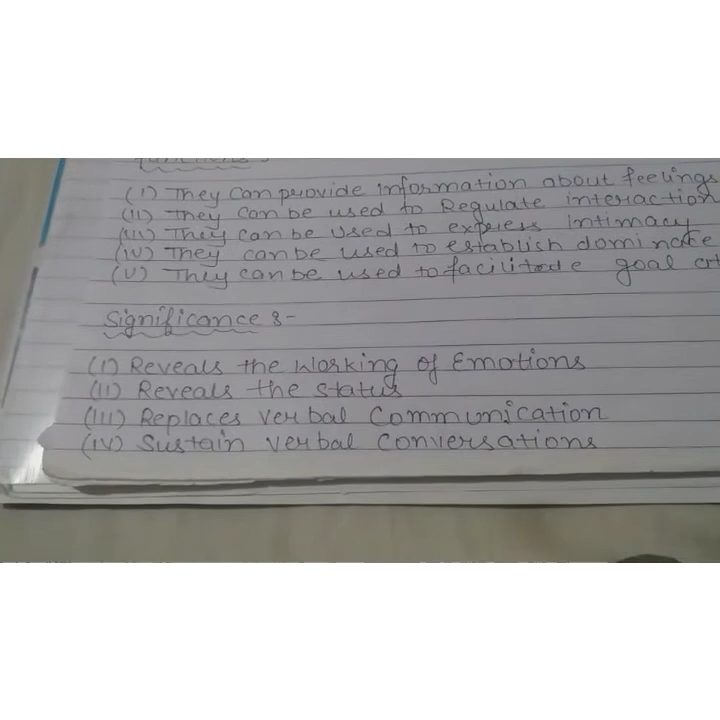 functions :-
(I) They can provide information about feelings
(II) They can be used to Regulate interaction
(III) They can be used to express intimacy
(IV) They can be used to establish dominate
(V) They can be used to facilitate goal
Significance :-
(I) Reveals the Working of Emotions
(II) Reveals the status
(III) Replaces verbal Communication
(IV) Sustain verbal conversations